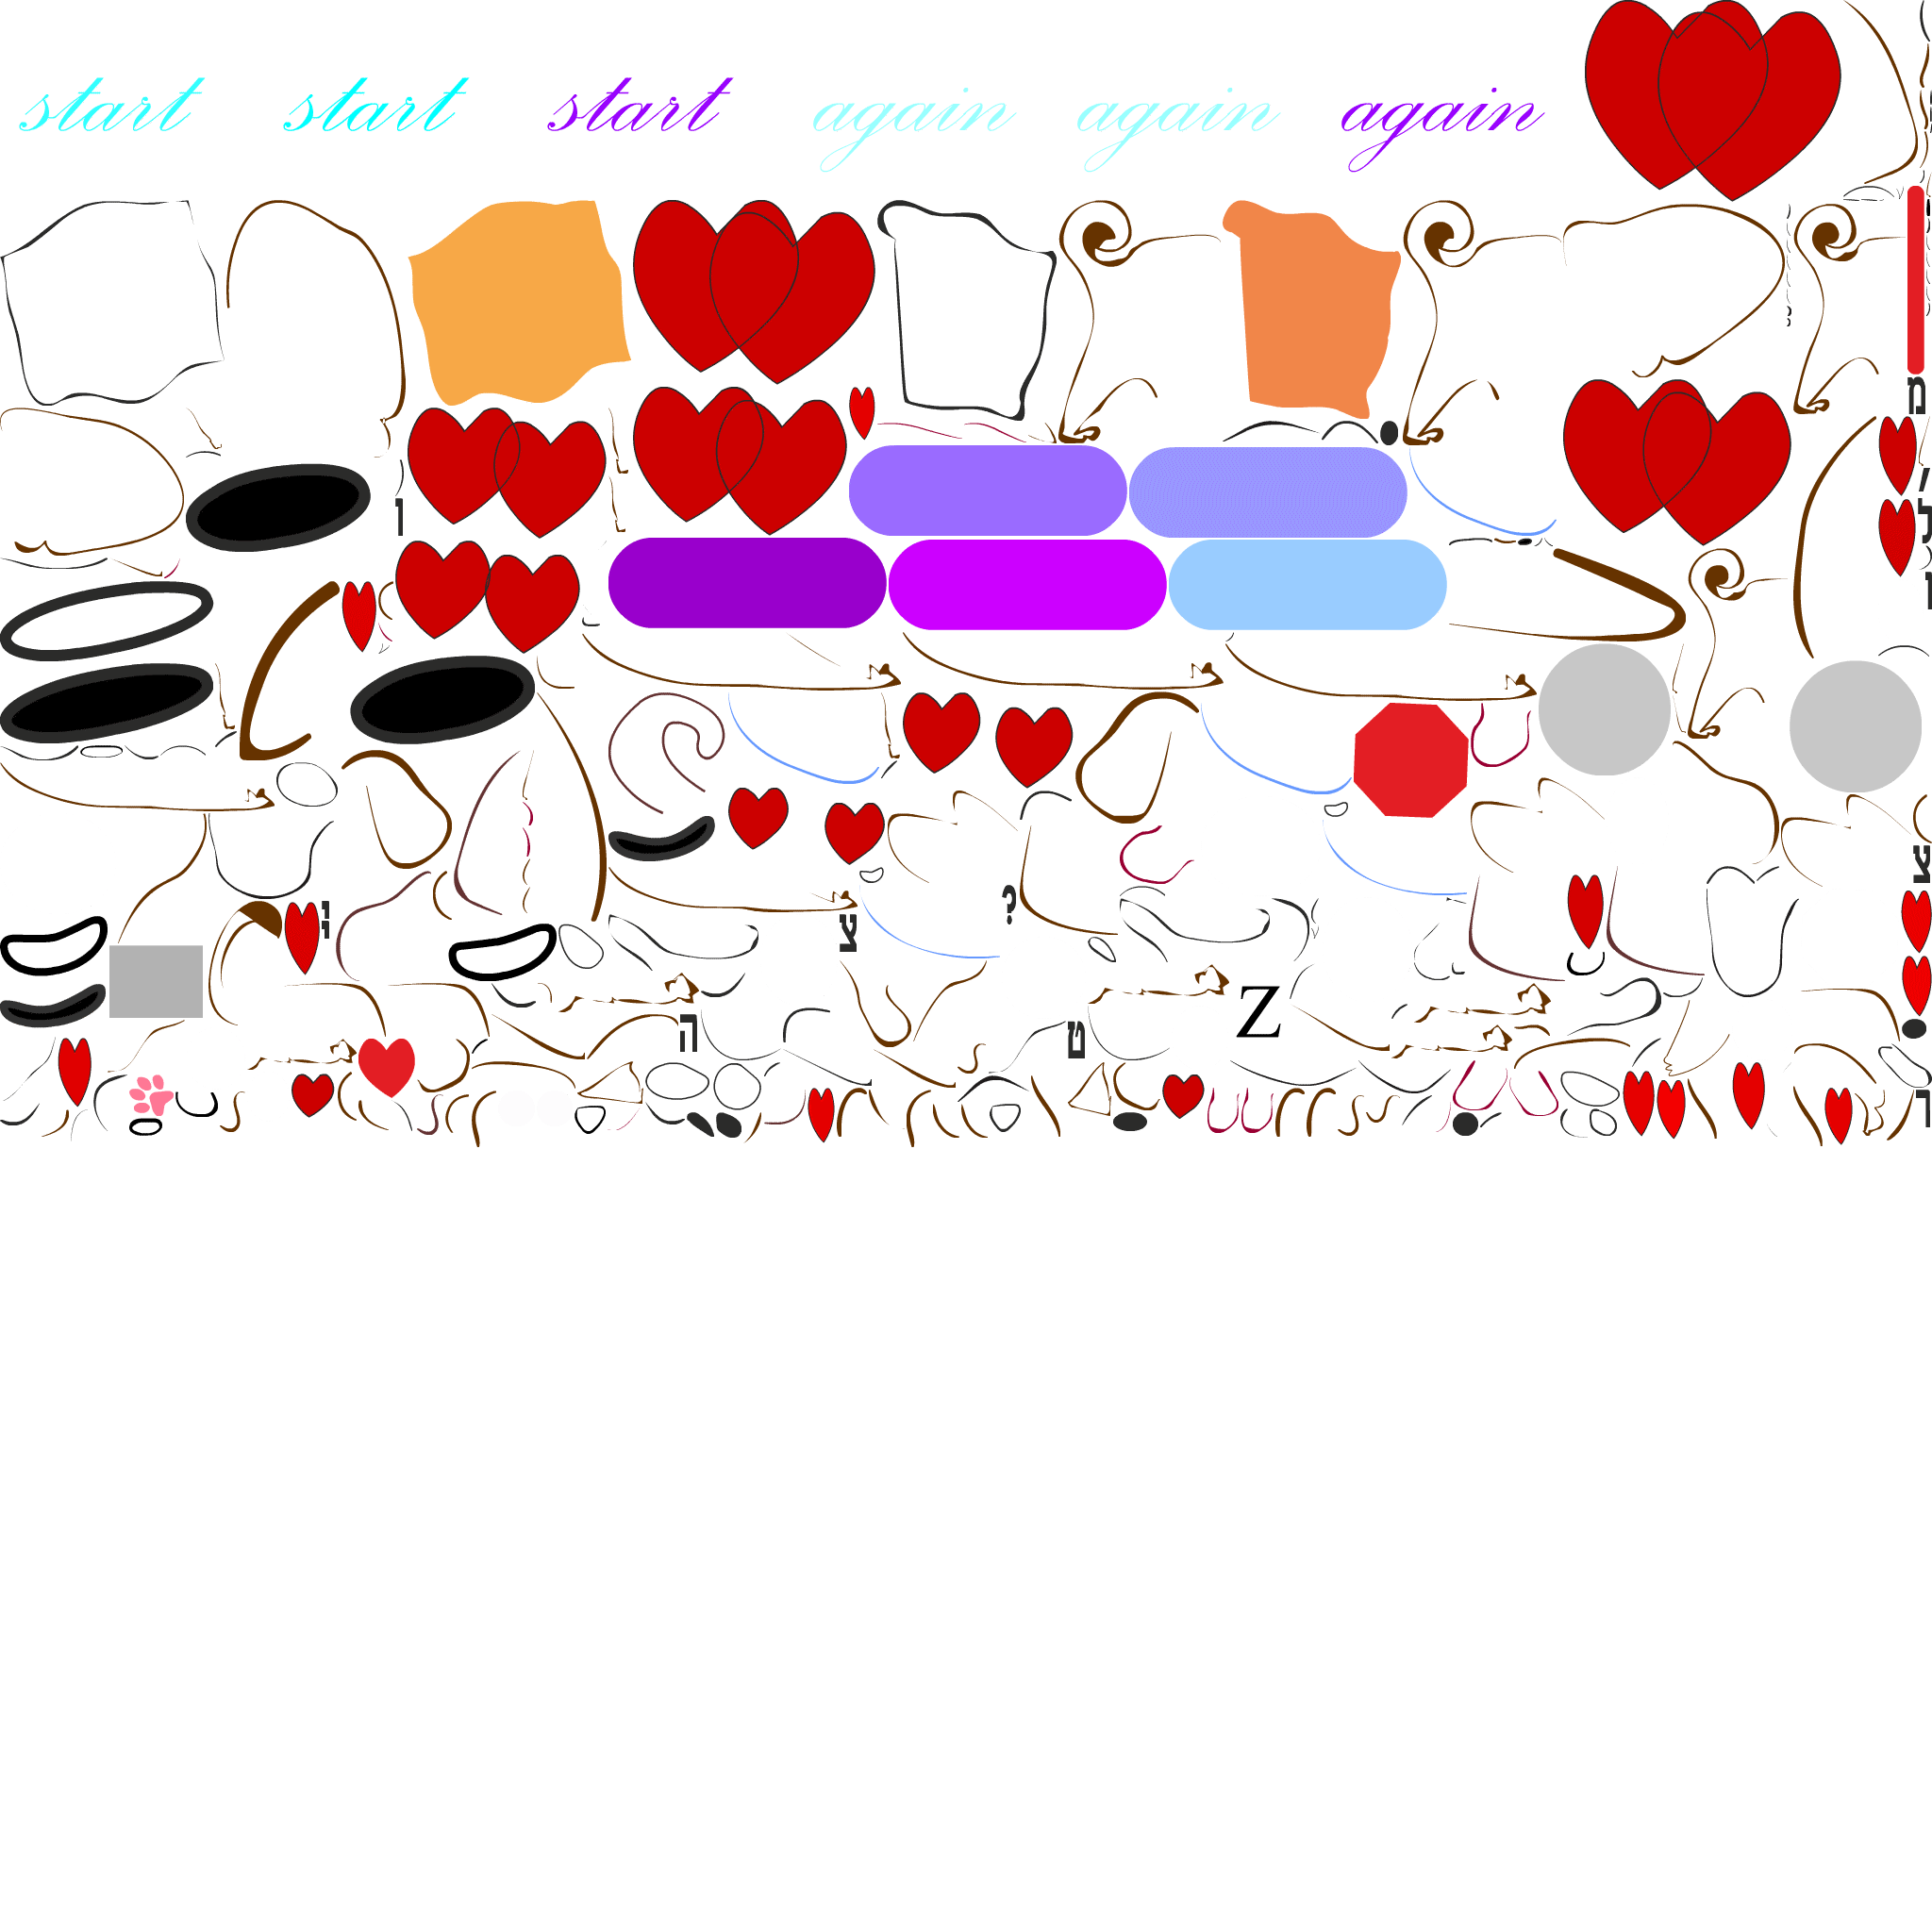 start start start again again again
מ
ל
ו
ו
צ
?
צ
ה
מ
Z
ד